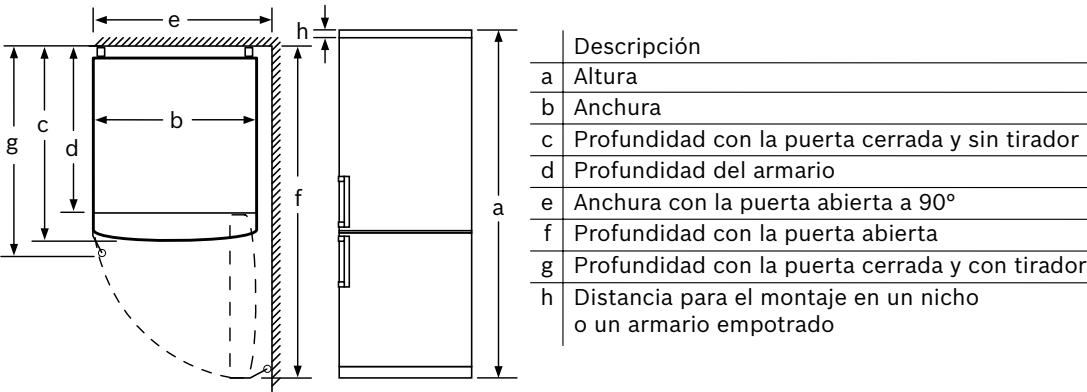 e
h
g
c
d
b
f
a
Descripción
a Altura
b Anchura
c Profundidad con la puerta cerrada y sin tirador
d Profundidad del armario
e Anchura con la puerta abierta a 90°
f Profundidad con la puerta abierta
g Profundidad con la puerta cerrada y con tirador
h Distancia para el montaje en un nicho
o un armario empotrado